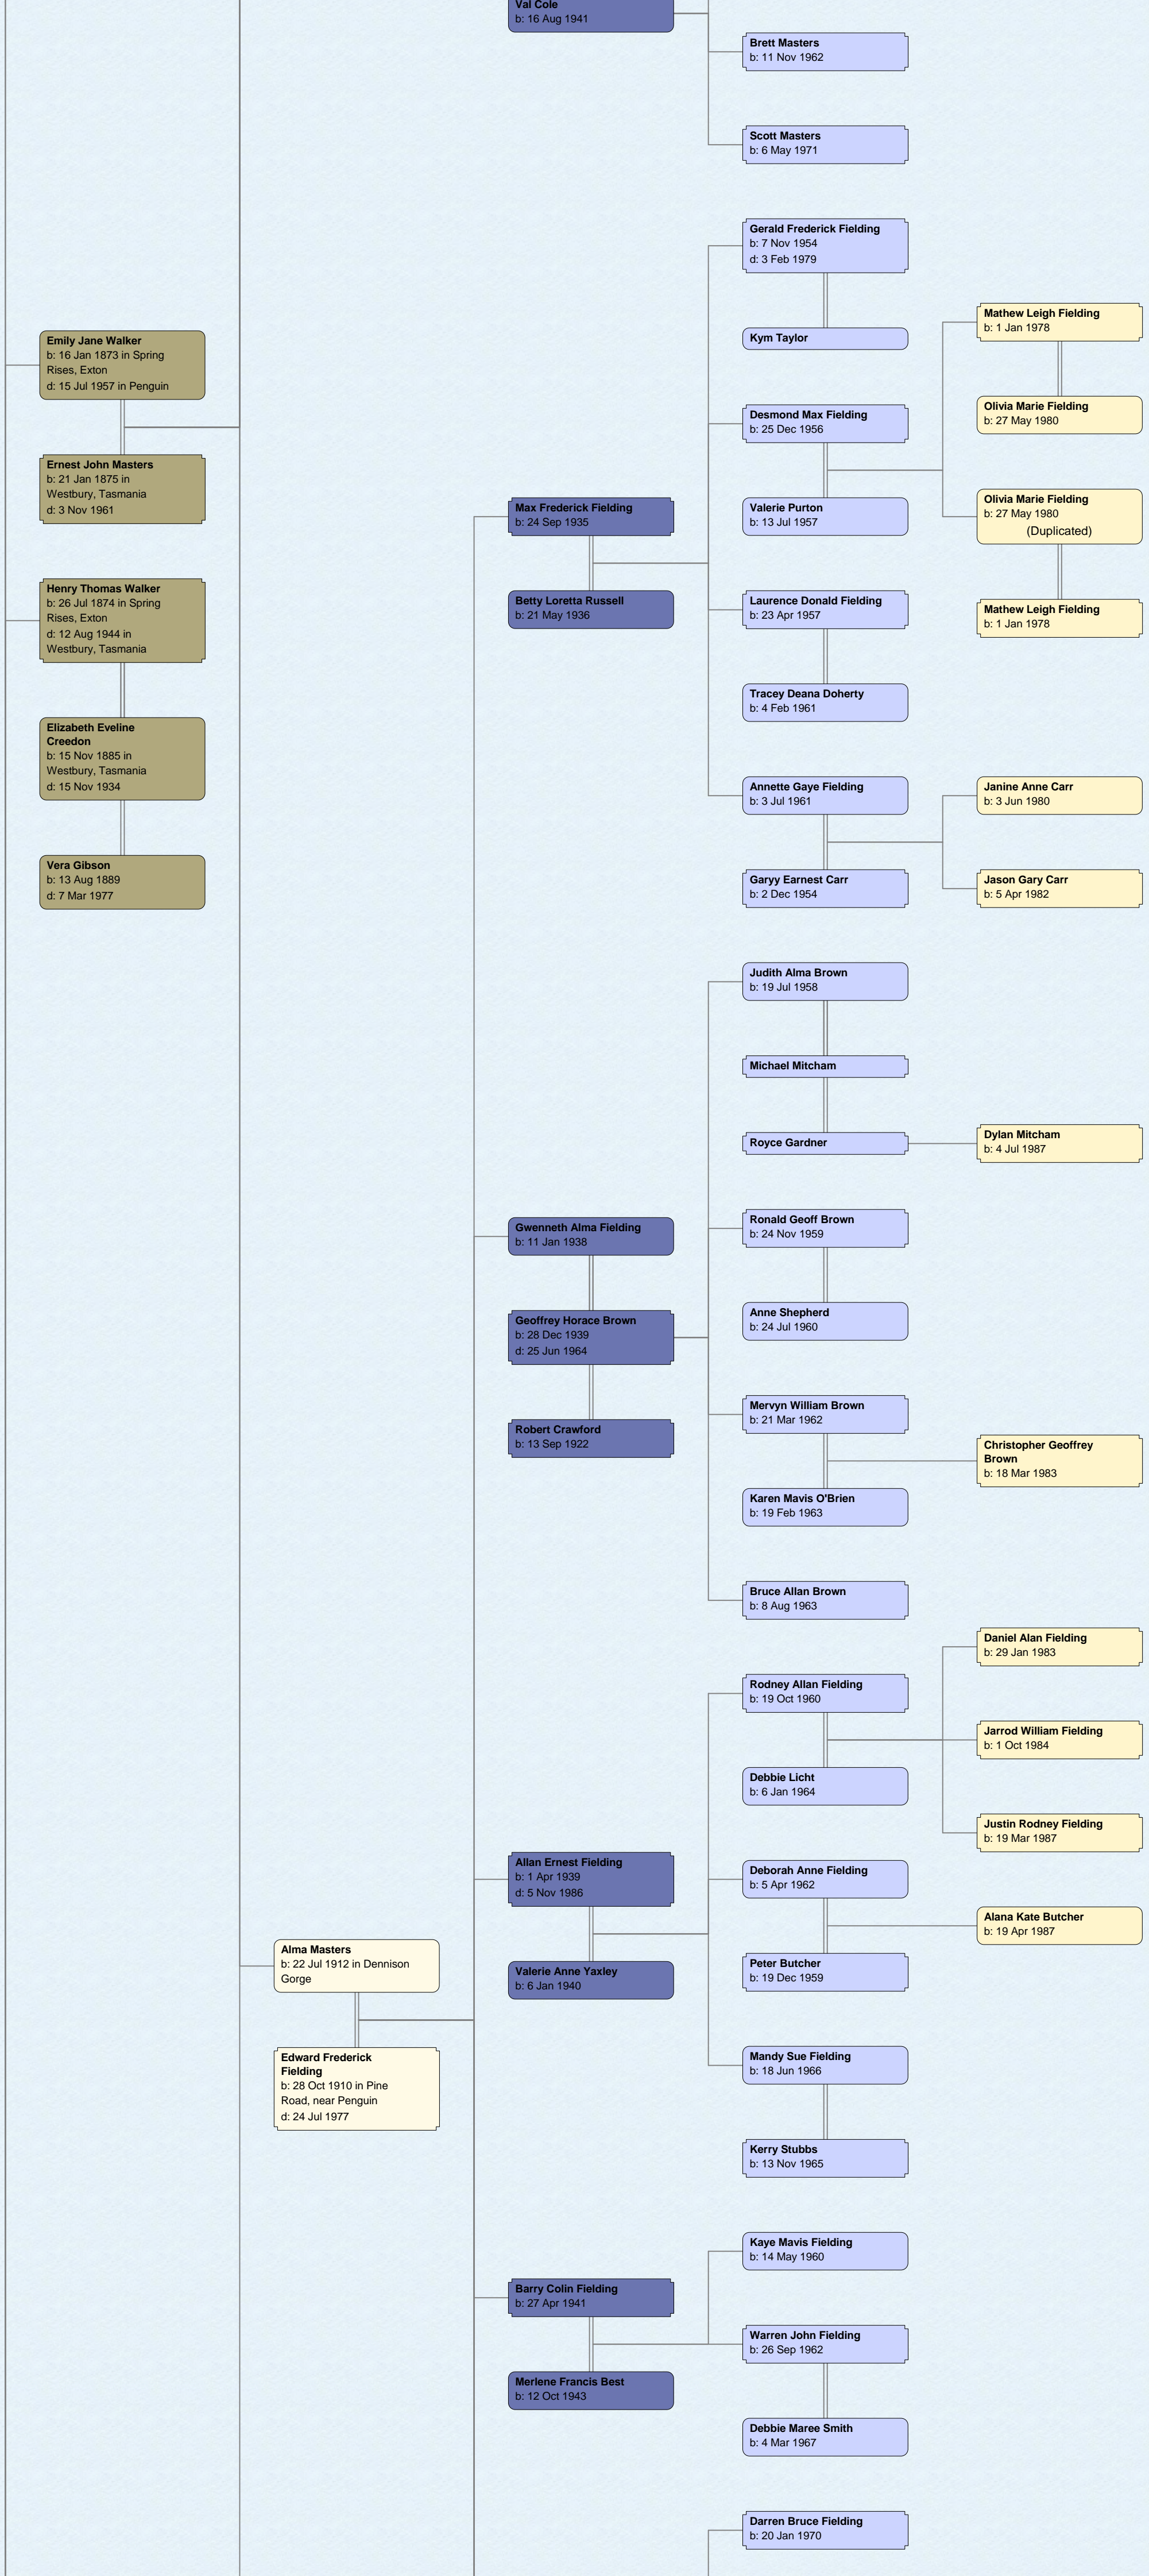 Val Cole
b: 16 Aug 1941
Brett Masters
b: 11 Nov 1962
Scott Masters
b: 6 May 1971
Gerald Frederick Fielding
b: 7 Nov 1954
d: 3 Feb 1979
Kym Taylor
Mathew Leigh Fielding
b: 1 Jan 1978
Emily Jane Walker
b: 16 Jan 1873 in Spring
Rises, Exton
d: 15 Jul 1957 in Penguin
Olivia Marie Fielding
b: 27 May 1980
Desmond Max Fielding
b: 25 Dec 1956
Ernest John Masters
b: 21 Jan 1875 in
Westbury, Tasmania
d: 3 Nov 1961
Max Frederick Fielding
b: 24 Sep 1935
Valerie Purton
b: 13 Jul 1957
Olivia Marie Fielding
b: 27 May 1980
(Duplicated)
Henry Thomas Walker
b: 26 Jul 1874 in Spring
Rises, Exton
d: 12 Aug 1944 in
Westbury, Tasmania
Betty Loretta Russell
b: 21 May 1936
Laurence Donald Fielding
b: 23 Apr 1957
Mathew Leigh Fielding
b: 1 Jan 1978
Tracey Deana Doherty
b: 4 Feb 1961
Elizabeth Eveline
Creedon
b: 15 Nov 1885 in
Westbury, Tasmania
d: 15 Nov 1934
Annette Gaye Fielding
b: 3 Jul 1961
Janine Anne Carr
b: 3 Jun 1980
Vera Gibson
b: 13 Aug 1889
d: 7 Mar 1977
Garyy Earnest Carr
b: 2 Dec 1954
Jason Gary Carr
b: 5 Apr 1982
Judith Alma Brown
b: 19 Jul 1958
Michael Mitcham
Royce Gardner
Dylan Mitcham
b: 4 Jul 1987
Gwenneth Alma Fielding
b: 11 Jan 1938
Ronald Geoff Brown
b: 24 Nov 1959
Geoffrey Horace Brown
b: 28 Dec 1939
d: 25 Jun 1964
Anne Shepherd
b: 24 Jul 1960
Robert Crawford
b: 13 Sep 1922
Mervyn William Brown
b: 21 Mar 1962
Christopher Geoffrey
Brown
b: 18 Mar 1983
Karen Mavis O'Brien
b: 19 Feb 1963
Bruce Allan Brown
b: 8 Aug 1963
Daniel Alan Fielding
b: 29 Jan 1983
Rodney Allan Fielding
b: 19 Oct 1960
Jarrod William Fielding
b: 1 Oct 1984
Debbie Licht
b: 6 Jan 1964
Justin Rodney Fielding
b: 19 Mar 1987
Allan Ernest Fielding
b: 1 Apr 1939
d: 5 Nov 1986
Deborah Anne Fielding
b: 5 Apr 1962
Alana Kate Butcher
b: 19 Apr 1987
Alma Masters
b: 22 Jul 1912 in Dennison
Gorge
Valerie Anne Yaxley
b: 6 Jan 1940
Peter Butcher
b: 19 Dec 1959
Edward Frederick
Fielding
b: 28 Oct 1910 in Pine
Road, near Penguin
d: 24 Jul 1977
Mandy Sue Fielding
b: 18 Jun 1966
Kerry Stubbs
b: 13 Nov 1965
Kaye Mavis Fielding
b: 14 May 1960
Barry Colin Fielding
b: 27 Apr 1941
Warren John Fielding
b: 26 Sep 1962
Merlene Francis Best
b: 12 Oct 1943
Debbie Maree Smith
b: 4 Mar 1967
Darren Bruce Fielding
b: 20 Jan 1970